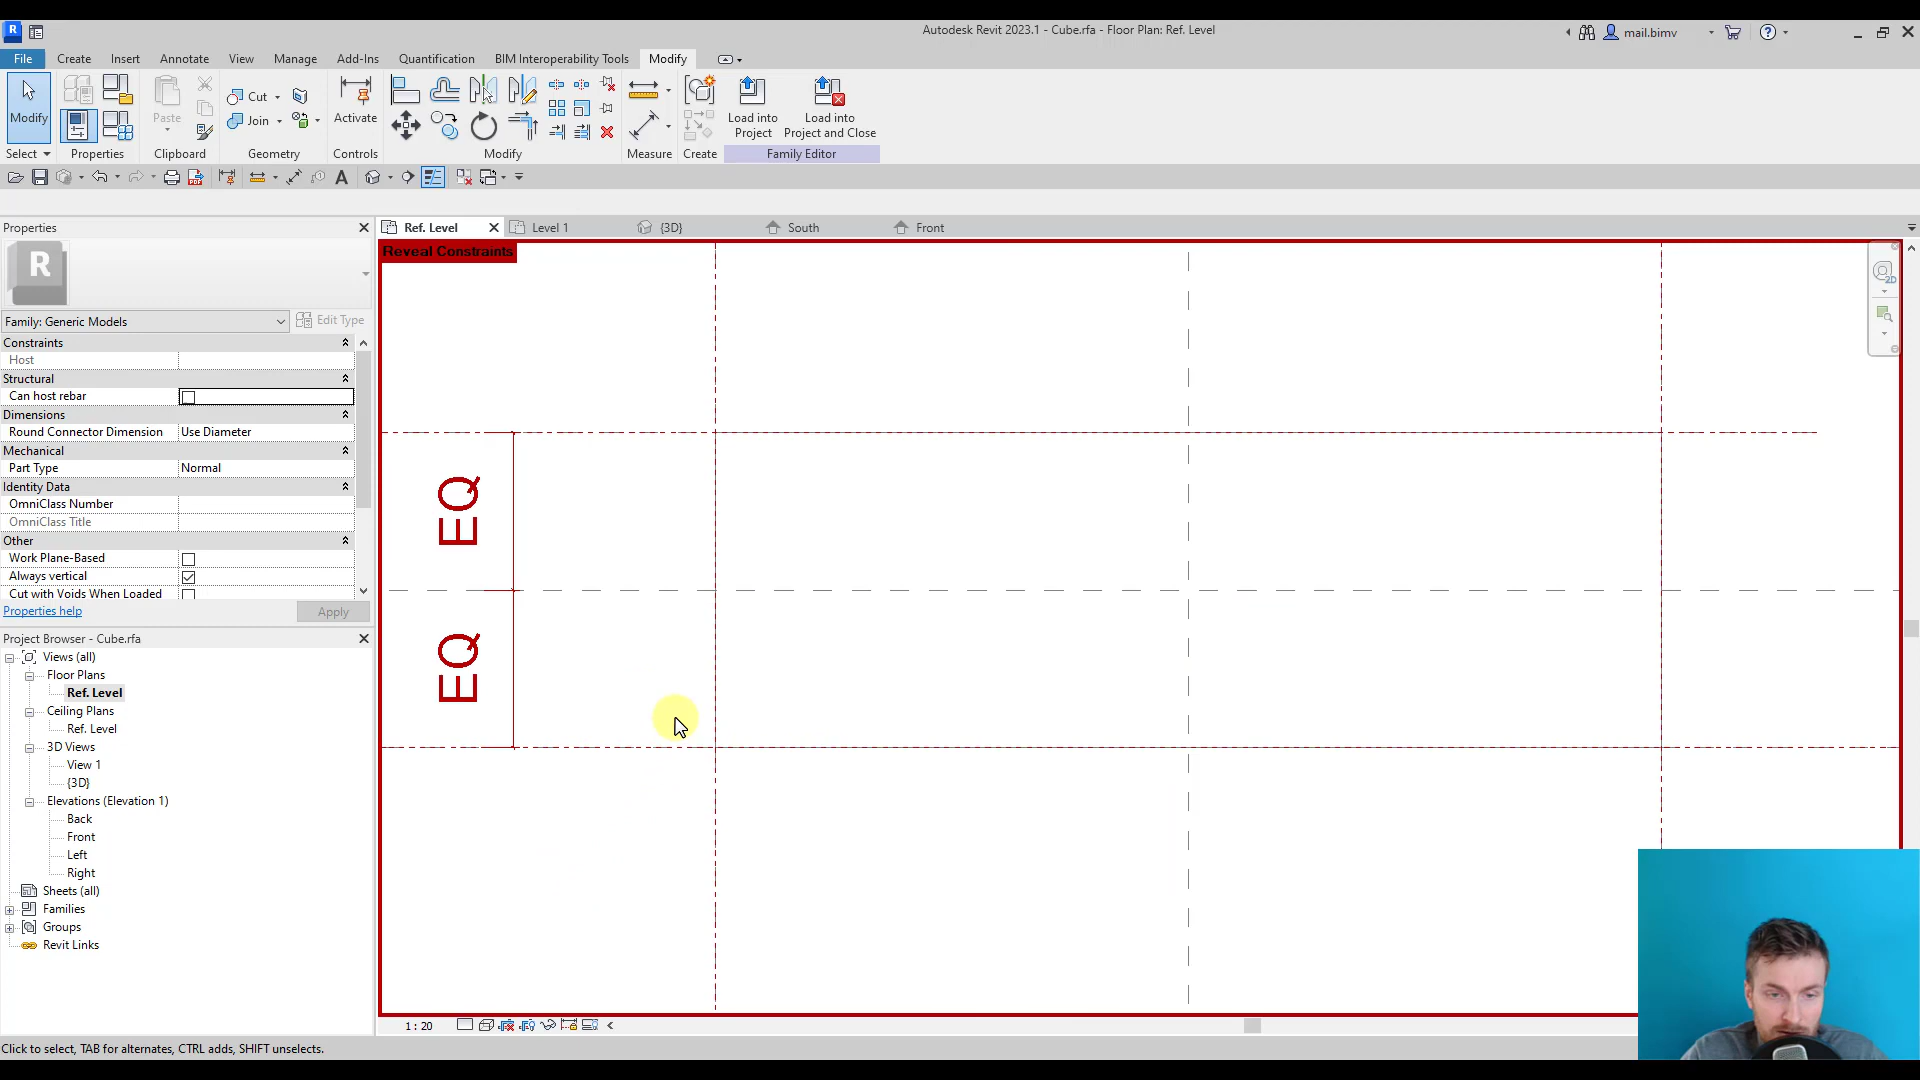 R
Autodesk Revit 2023.1 - Cube.rfa - Floor Plan: Ref. Level
mail.bimv
File Create Insert Annotate View Manage Add-Ins Quantification BIM Interoperability Tools Modify
Modify
Paste
Cut
Join
Activate
Load into Project
Load into Project and Close
Select Properties Clipboard Geometry Controls Modify Measure Create Family Editor
PDF
A
Properties
Ref. Level Level 1 {3D} South Front
Reveal Constraints
R
2D
Family: Generic Models Edit Type
Constraints
Host
Structural
Can host rebar
Dimensions
Round Connector Dimension Use Diameter
Mechanical
Part Type Normal
Identity Data
OmniClass Number
OmniClass Title
Other
Work Plane-Based
Always vertical
Cut with Voids When Loaded
Properties help Apply
EQ
EQ
Project Browser - Cube.rfa
Views (all)
Floor Plans
Ref. Level
Ceiling Plans
Ref. Level
3D Views
View 1
{3D}
Elevations (Elevation 1)
Back
Front
Left
Right
Sheets (all)
Families
Groups
Revit Links
1 : 20
Click to select, TAB for alternates, CTRL adds, SHIFT unselects.